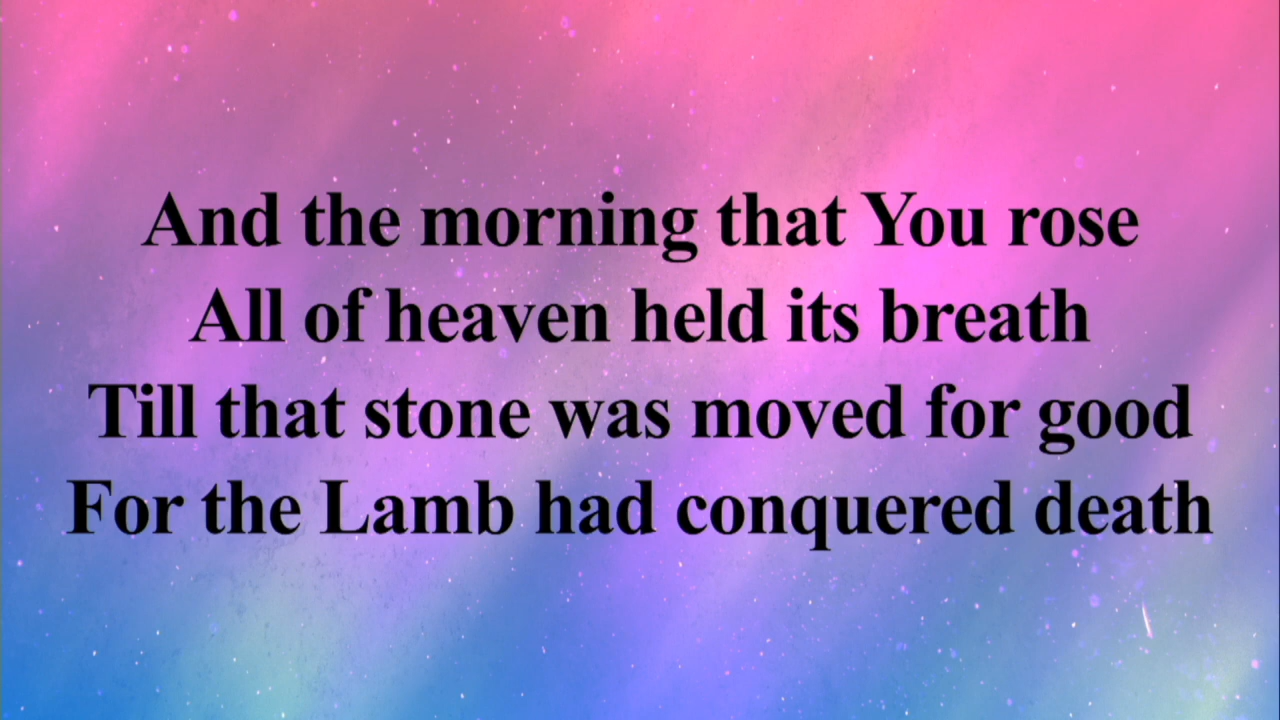 And the morning that You rose
All of heaven held its breath
Till that stone was moved for good
For the Lamb had conquered death